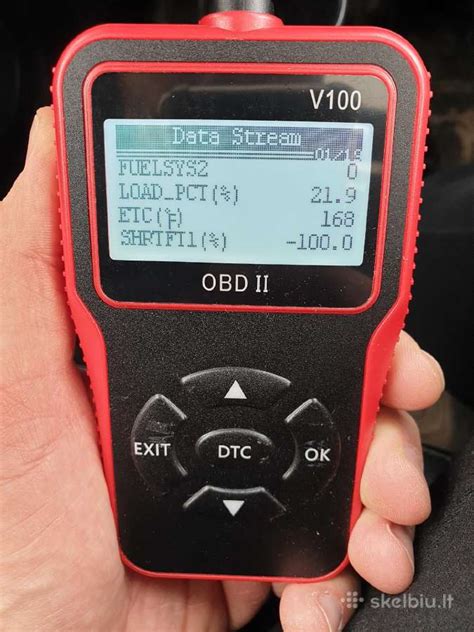 V100
Data Stream
01/19
FUELSYS2 0
LOAD_PCT(%) 21.9
ETC(°F) 168
SHRTFT1(%) -100.0
OBD II
EXIT DTC OK
skelbiu.lt